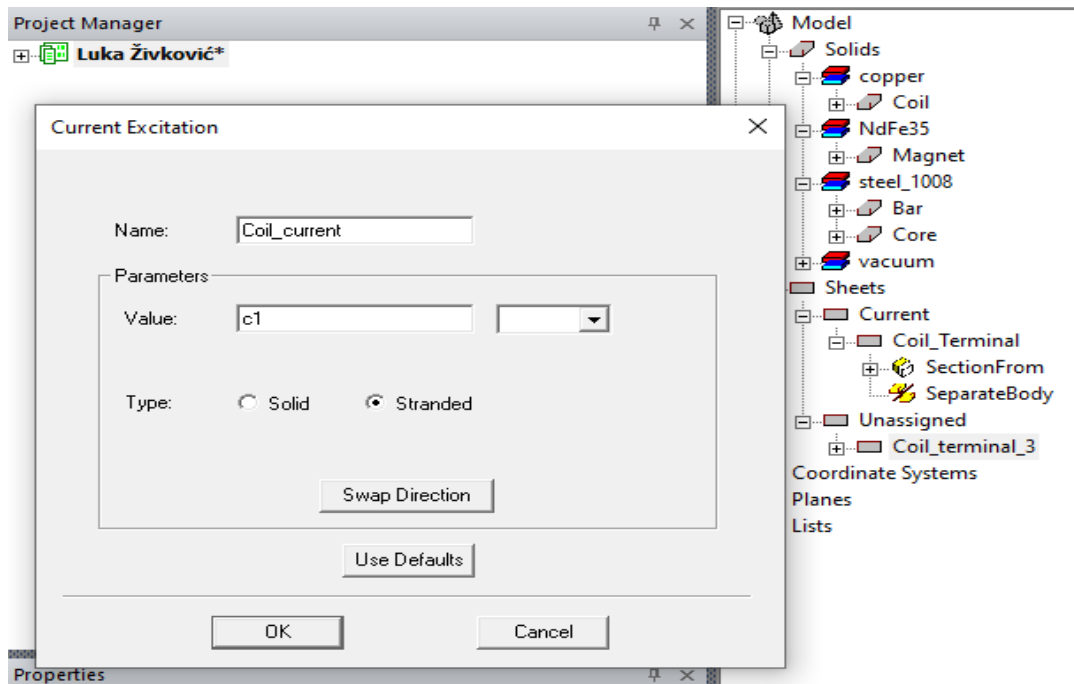 Project Manager
Luka Živković*
Current Excitation
Name: Coil_current
Parameters
Value: c1
Type: Solid Stranded
Swap Direction
Use Defaults
OK Cancel
Properties
Model
Solids
copper
Coil
NdFe35
Magnet
steel_1008
Bar
Core
vacuum
Sheets
Current
Coil_Terminal
SectionFrom
SeparateBody
Unassigned
Coil_terminal_3
Coordinate Systems
Planes
Lists